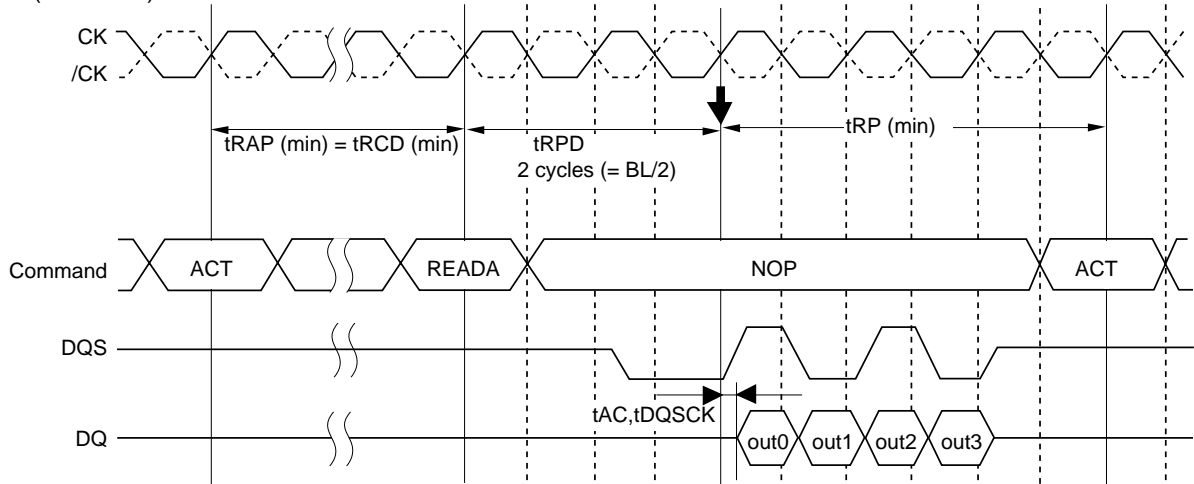 CK
/CK
tRAP (min) = tRCD (min)
tRPD
2 cycles (= BL/2)
tRP (min)
Command
ACT
READA
NOP
ACT
DQS
tAC,tDQSCK
DQ
out0
out1
out2
out3